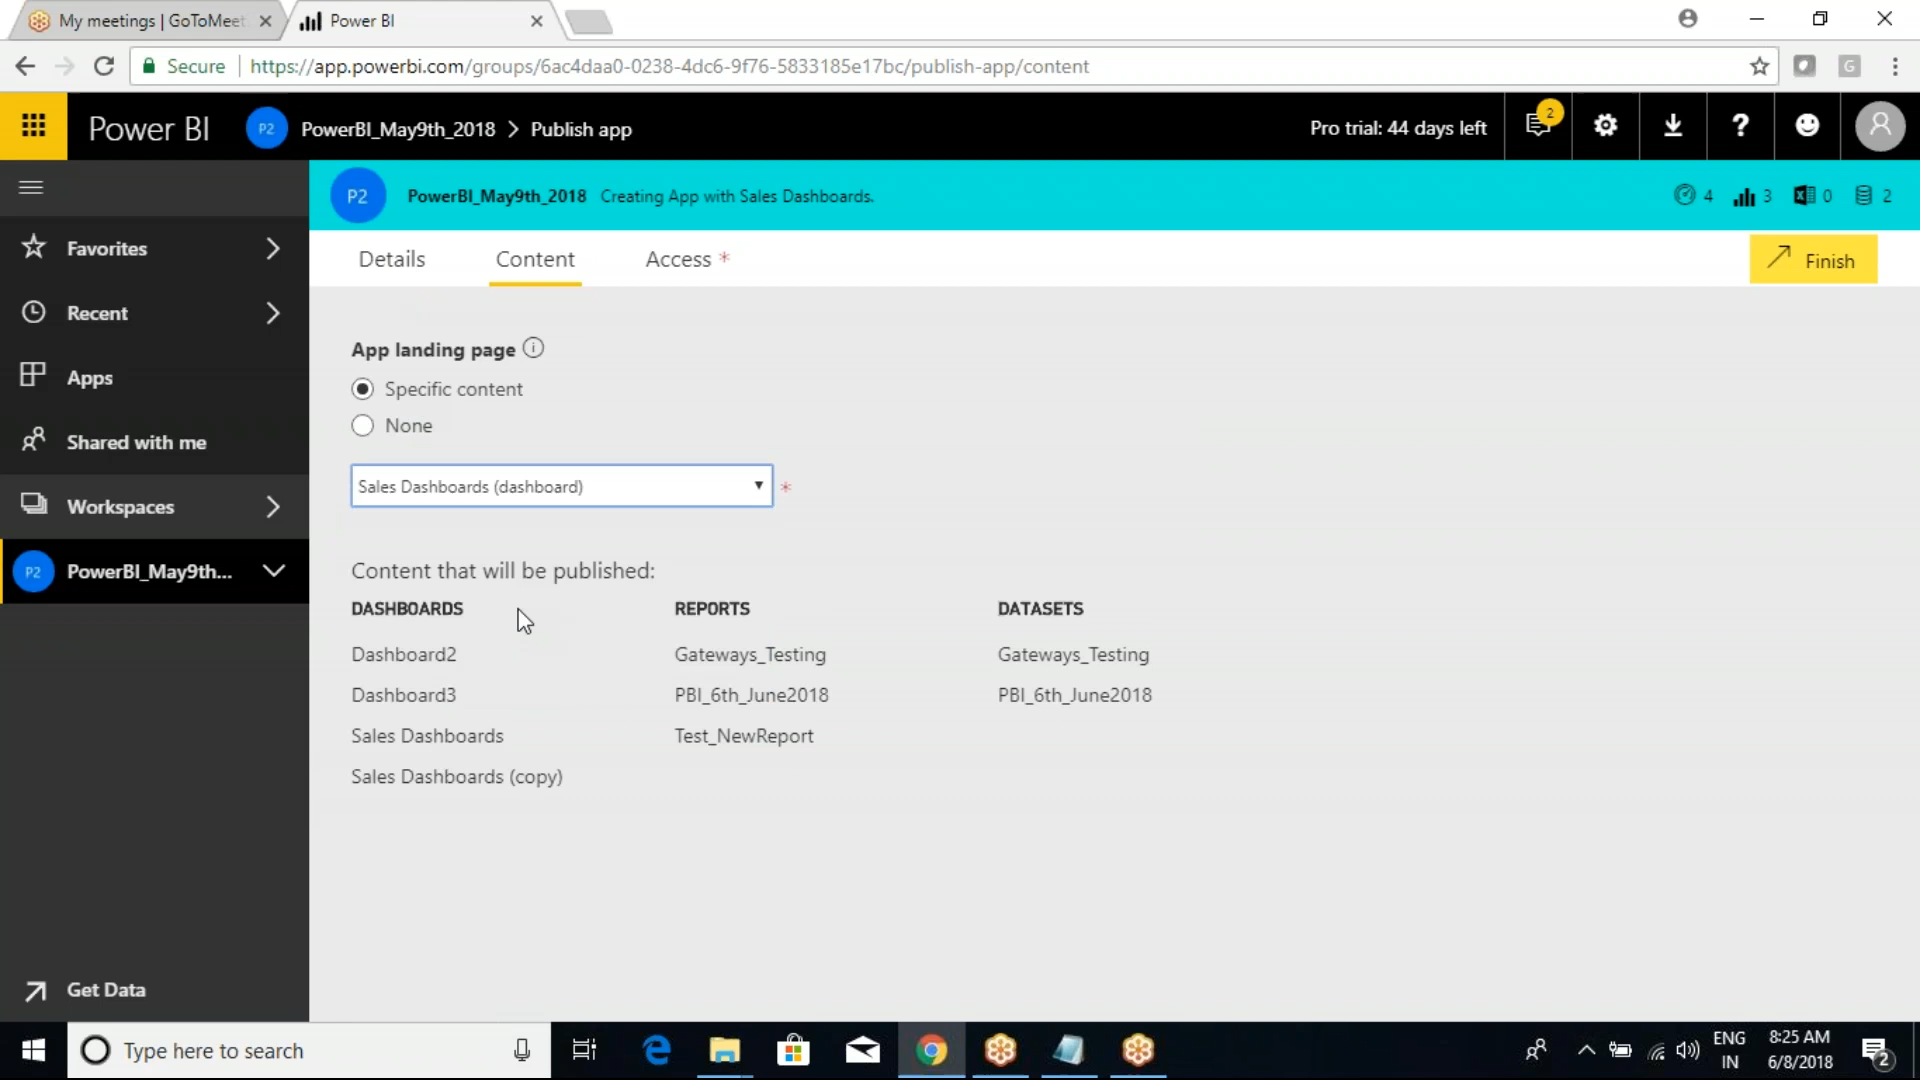 My meetings | GoToMeet
Power BI
Secure
https://app.powerbi.com/groups/6ac4daa0-0238-4dc6-9f76-5833185e17bc/publish-app/content
G
Power BI
P2
PowerBI_May9th_2018 > Publish app
Pro trial: 44 days left
2
?
P2
PowerBI_May9th_2018 Creating App with Sales Dashboards.
4
3
0
2
Favorites
Recent
Apps
Shared with me
Workspaces
P2
PowerBI_May9th...
Get Data
Details
Content
Access *
Finish
App landing page
Specific content
None
Sales Dashboards (dashboard)
*
Content that will be published:
DASHBOARDS
Dashboard2
Dashboard3
Sales Dashboards
Sales Dashboards (copy)
REPORTS
Gateways_Testing
PBI_6th_June2018
Test_NewReport
DATASETS
Gateways_Testing
PBI_6th_June2018
Type here to search
ENG
IN
8:25 AM
6/8/2018
2